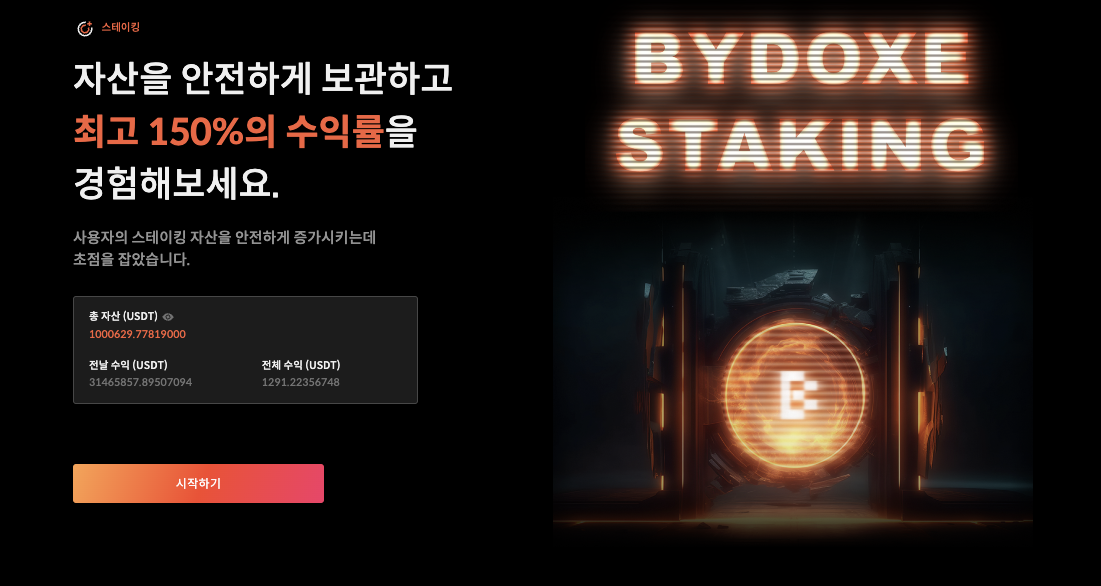 스테이킹
자산을 안전하게 보관하고
최고 150%의 수익률을
경험해보세요.
사용자의 스테이킹 자산을 안전하게 증가시키는데
초점을 잡았습니다.
총 자산 (USDT)
1000629.77819000
전날 수익 (USDT)
31465857.89507094
전체 수익 (USDT)
1291.22356748
시작하기
BYDOXE
STAKING